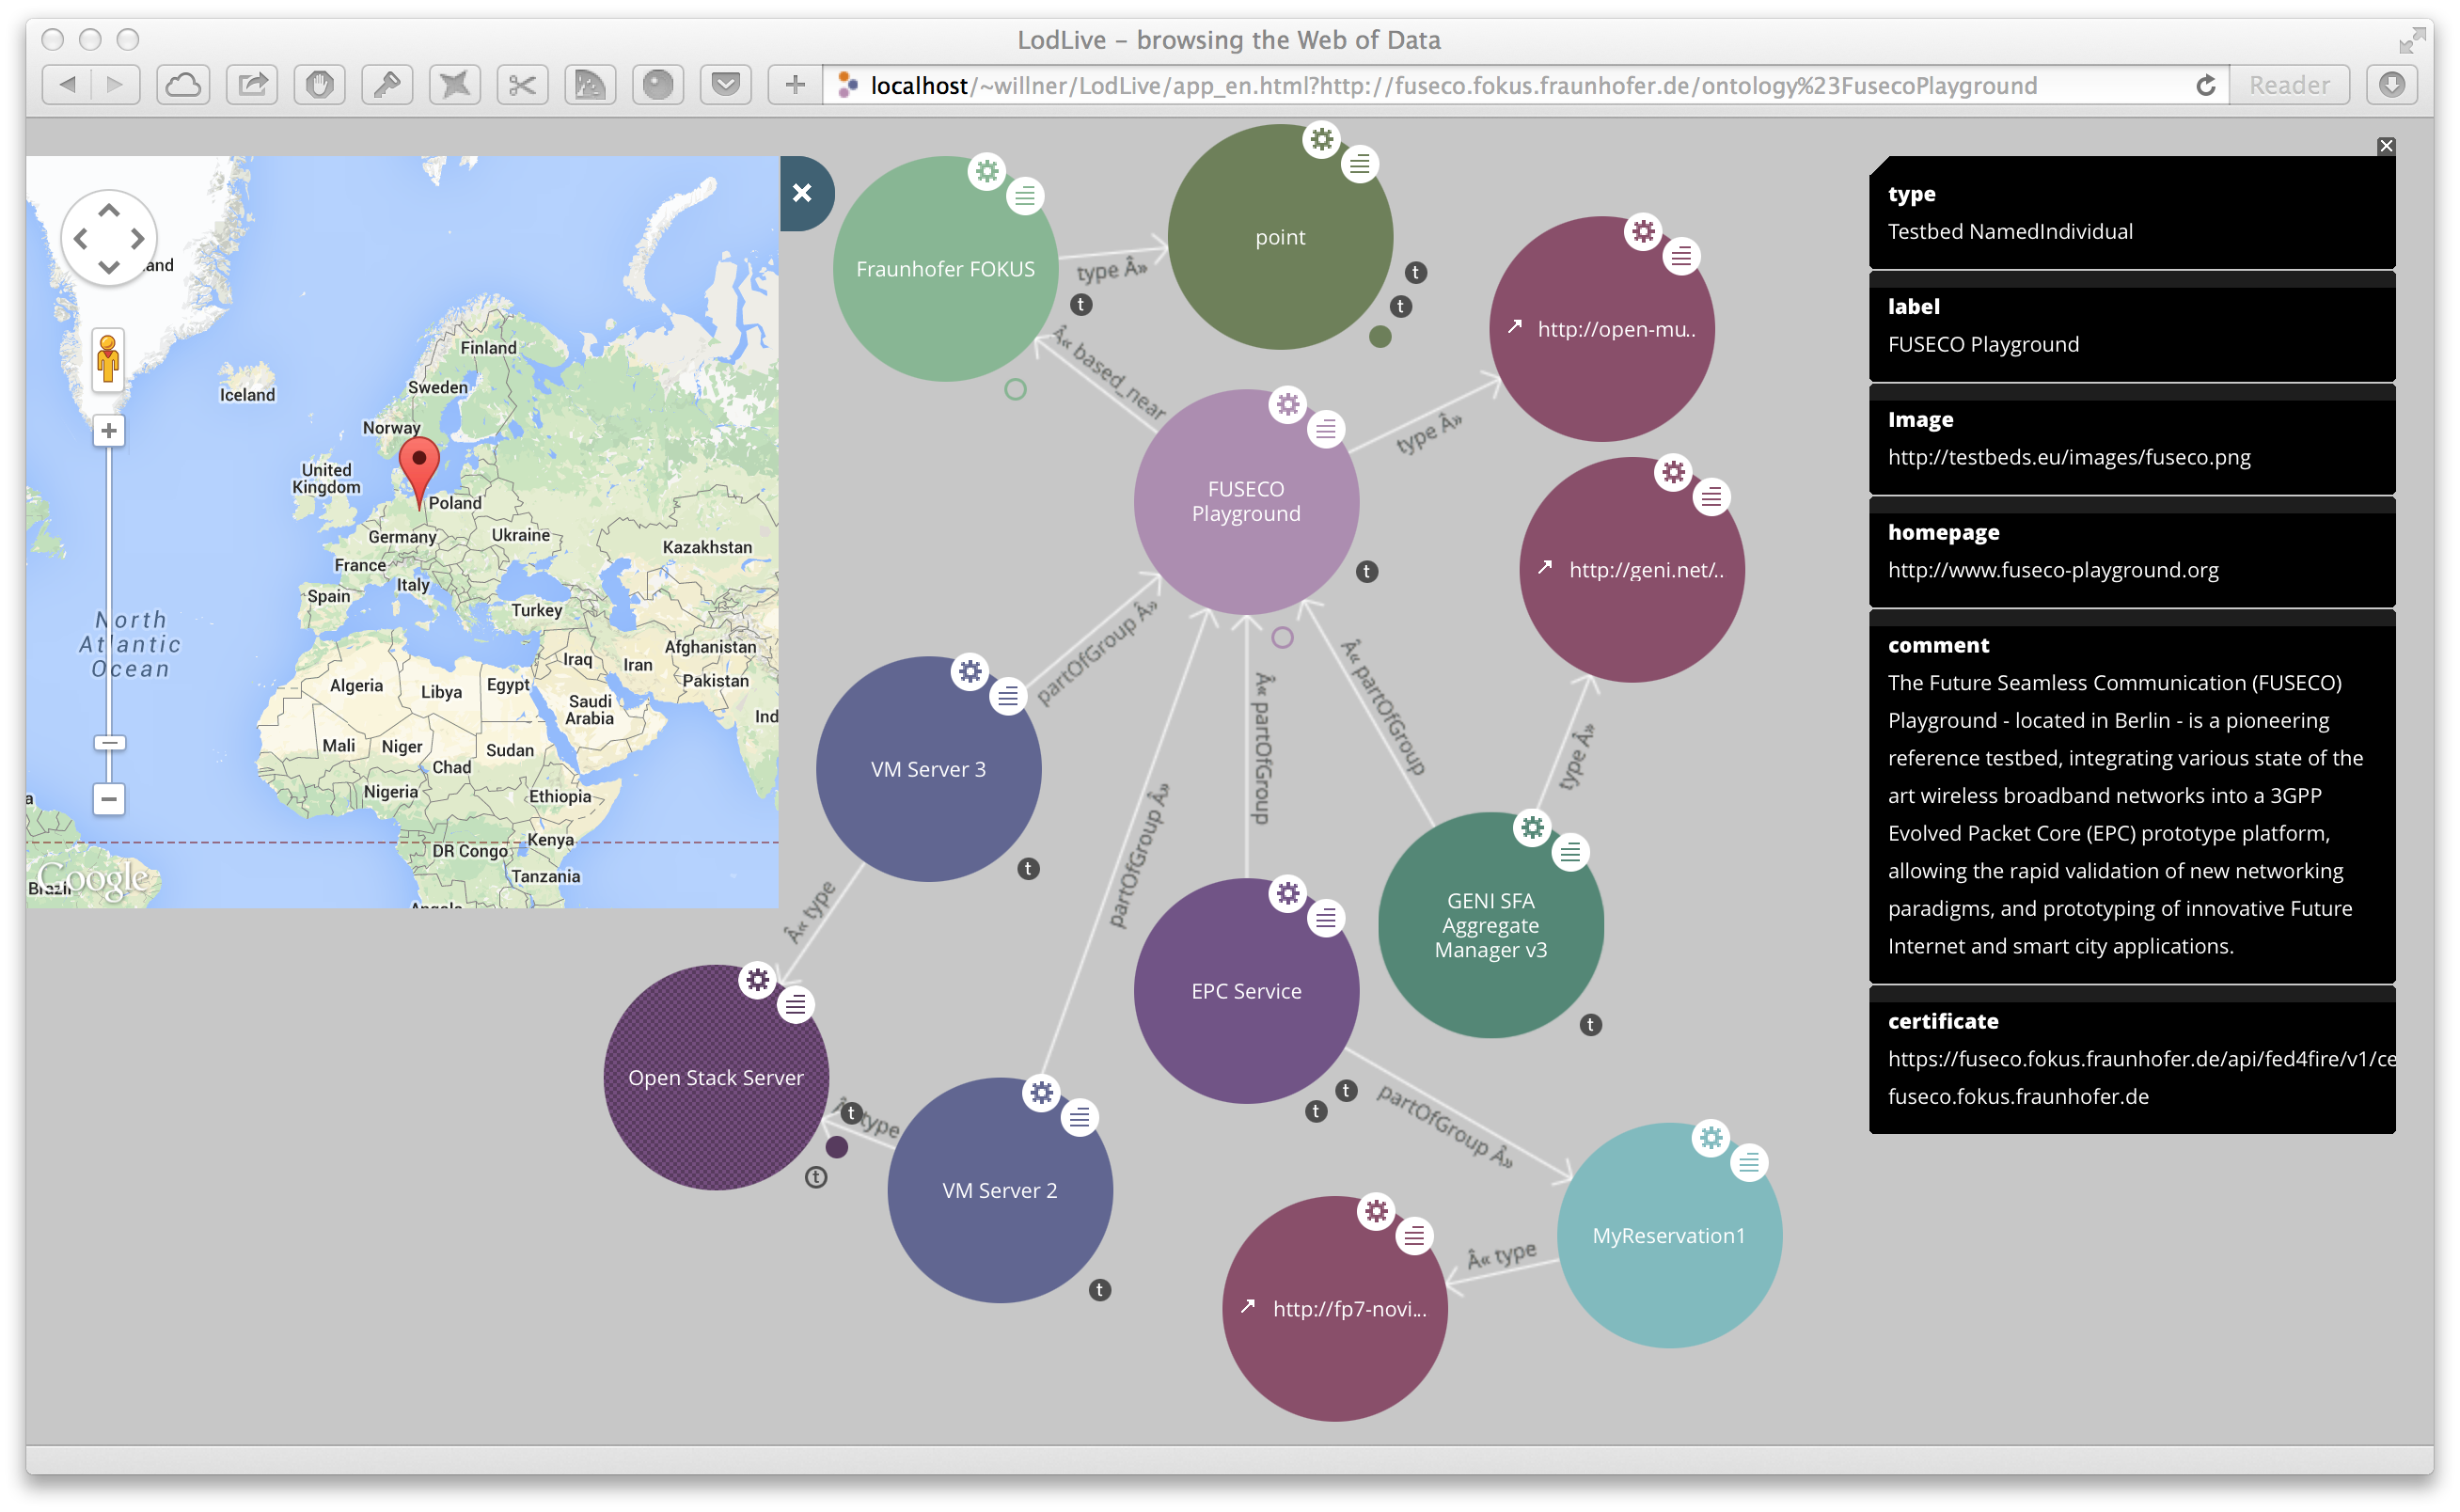 LodLive – browsing the Web of Data
localhost/~willner/LodLive/app_en.html?http://fuseco.fokus.fraunhofer.de/ontology%23FusecoPlayground
Reader
Finland
Sweden
Iceland
Norway
United
Kingdom
Poland
Germany
Ukraine
Kazakhstan
France
Italy
Spain
Turkey
North
Atlantic
Ocean
Afghanistan
Iraq
Iran
Pakistan
Algeria
Libya
Egypt
Saudi
Arabia
Ind
Mali
Niger
Sudan
Chad
Nigeria
Ethiopia
Kenya
DR Congo
Tanzania
Brazil
Google
Angola
Fraunhofer FOKUS
type Â»
t
point
t
t
Â« based_near
http://open-mu..
type Â»
FUSECO
Playground
t
http://geni.net/..
partOfGroup Â»
Â« partOfGroup
Â« partOfGroup
type Â»
VM Server 3
t
partOfGroup Â»
Â« type
GENI SFA
Aggregate
Manager v3
t
EPC Service
t
t
Open Stack Server
t
t
Â« type
VM Server 2
t
partOfGroup Â»
MyReservation1
Â« type
http://fp7-novi...
type
Testbed NamedIndividual
label
FUSECO Playground
Image
http://testbeds.eu/images/fuseco.png
homepage
http://www.fuseco-playground.org
comment
The Future Seamless Communication (FUSECO)
Playground - located in Berlin - is a pioneering
reference testbed, integrating various state of the
art wireless broadband networks into a 3GPP
Evolved Packet Core (EPC) prototype platform,
allowing the rapid validation of new networking
paradigms, and prototyping of innovative Future
Internet and smart city applications.
certificate
https://fuseco.fokus.fraunhofer.de/api/fed4fire/v1/ce
fuseco.fokus.fraunhofer.de